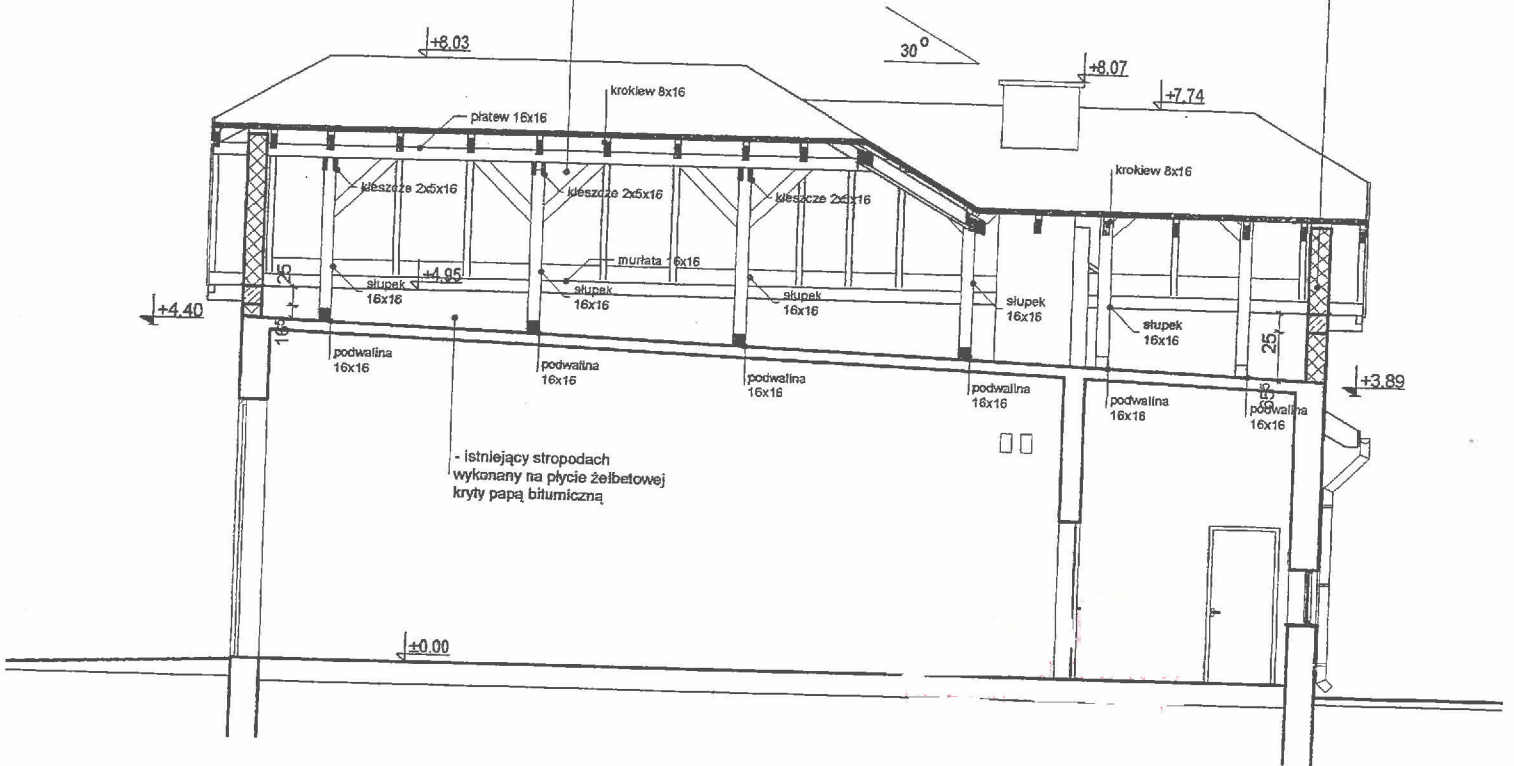 +8.03
30°
+8.07
+7.74
krokiew 8x16
płatew 16x16
krokiew 8x16
kleszcze 2x5x16
kleszcze 2x5x16
kleszcze 2x5x16
murłata 16x16
25
+4.95
słupek
16x16
słupek
16x16
słupek
16x16
słupek
16x16
słupek
16x16
+4.40
25
podwalina
16x16
podwalina
16x16
podwalina
16x16
podwalina
16x16
podwalina
16x16
podwalina
16x16
+3.89
- istniejący stropodach
wykonany na płycie żelbetowej
kryty papą bitumiczną
±0.00